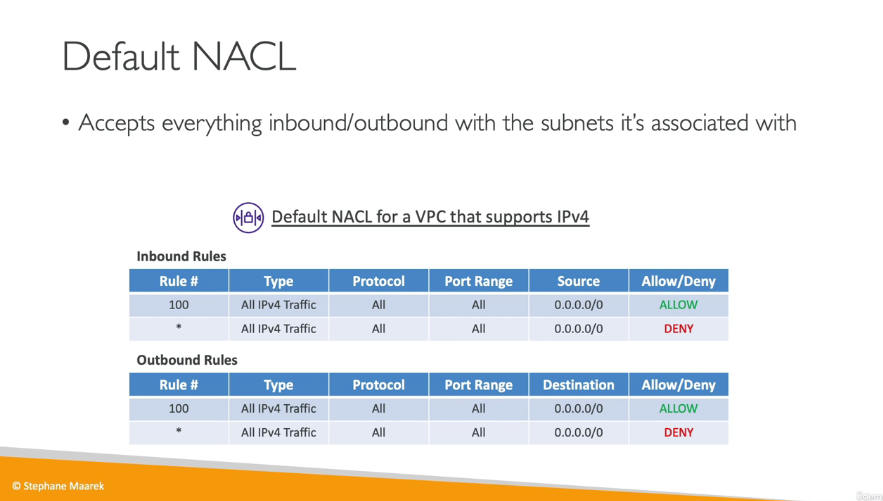 Default NACL
• Accepts everything inbound/outbound with the subnets it's associated with
Default NACL for a VPC that supports IPv4
Inbound Rules
Rule # Type Protocol Port Range Source Allow/Deny
100 All IPv4 Traffic All All 0.0.0.0/0 ALLOW
* All IPv4 Traffic All All 0.0.0.0/0 DENY
Outbound Rules
Rule # Type Protocol Port Range Destination Allow/Deny
100 All IPv4 Traffic All All 0.0.0.0/0 ALLOW
* All IPv4 Traffic All All 0.0.0.0/0 DENY
© Stephane Maarek